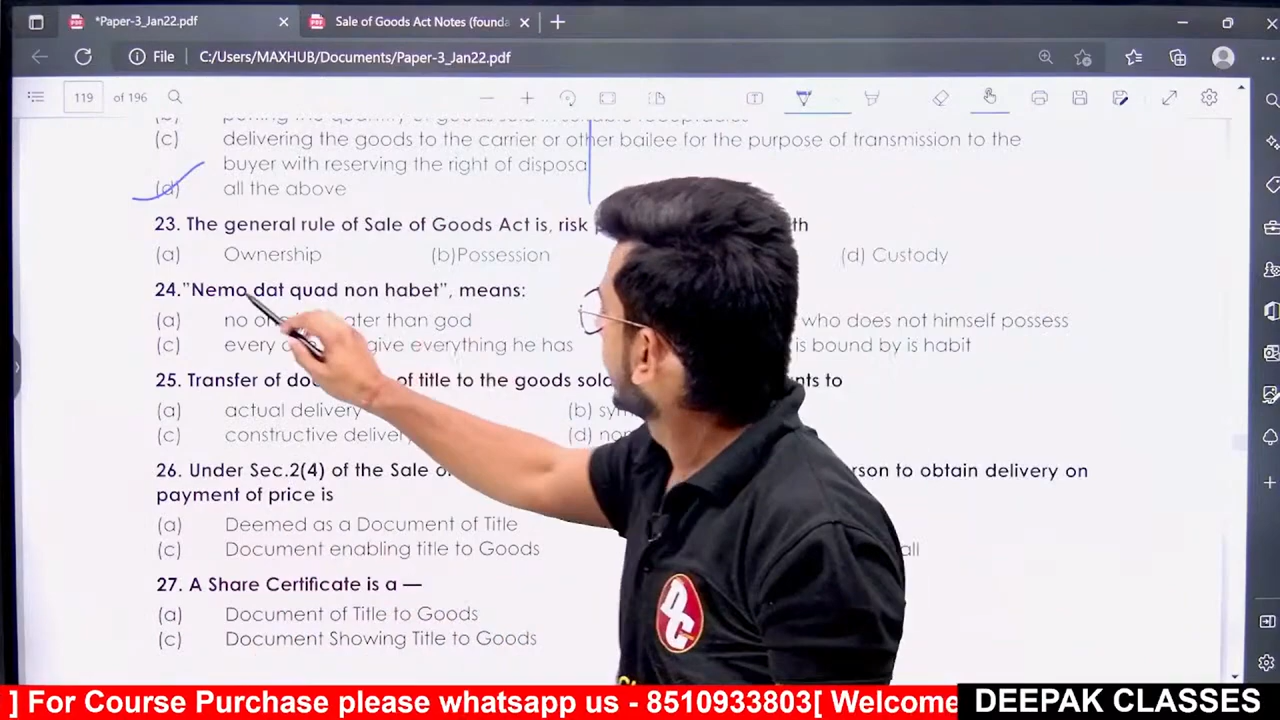 *Paper-3_Jan22.pdf
Sale of Goods Act Notes (founda
File C:/Users/MAXHUB/Documents/Paper-3_Jan22.pdf
119 of 196
(c) delivering the goods to the carrier or other bailee for the purpose of transmission to the
buyer with reserving the right of disposa
(d) all the above
23. The general rule of Sale of Goods Act is, risk
(a) Ownership (b)Possession (d) Custody
24."Nemo dat quad non habet", means:
(a) no than god who does not himself possess
(c) every give everything he has is bound by is habit
25. Transfer of of title to the goods sold to
(a) actual delivery (b)
(c) constructive (d)
26. Under Sec.2(4) of the Sale to obtain delivery on
payment of price is
(a) Deemed as a Document of Title
(c) Document enabling title to Goods all
27. A Share Certificate is a —
(a) Document of Title to Goods
(c) Document Showing Title to Goods
DC
] For Course Purchase please whatsapp us - 8510933803[ Welcome
DEEPAK CLASSES